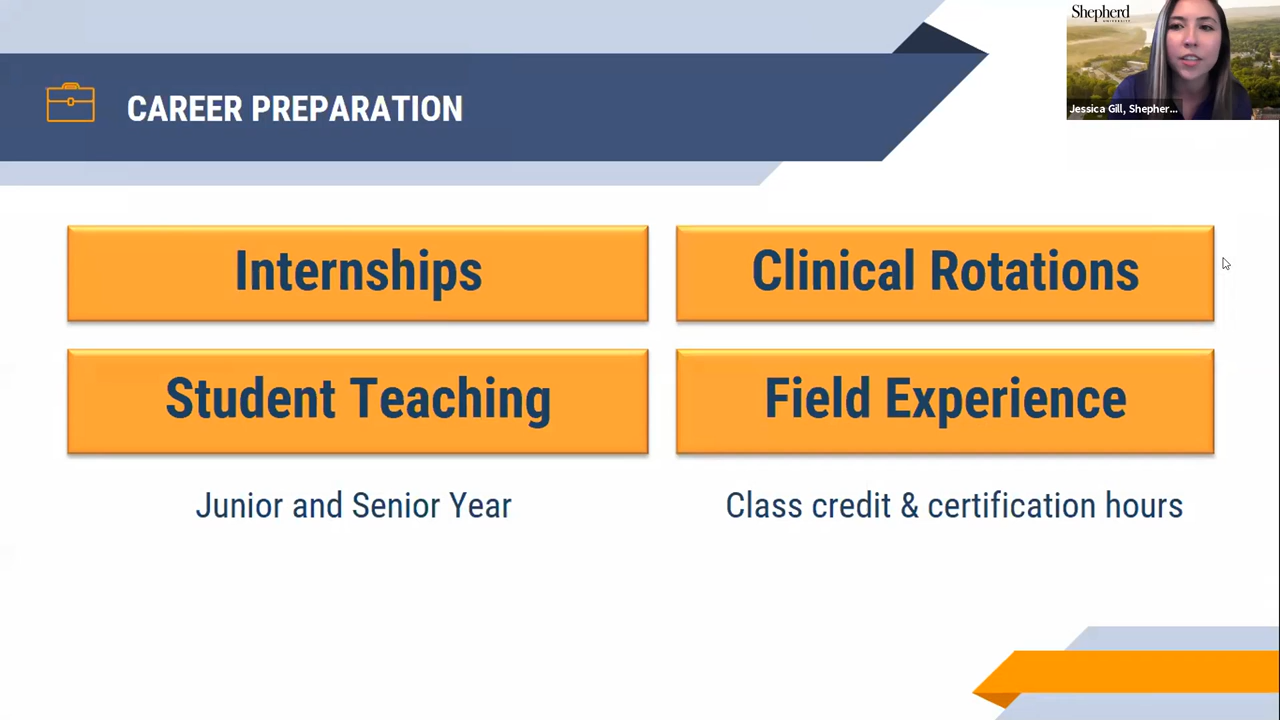 CAREER PREPARATION
Shepherd
UNIVERSITY
Jessica Gill, Shepher...
Internships
Clinical Rotations
Student Teaching
Field Experience
Junior and Senior Year
Class credit & certification hours